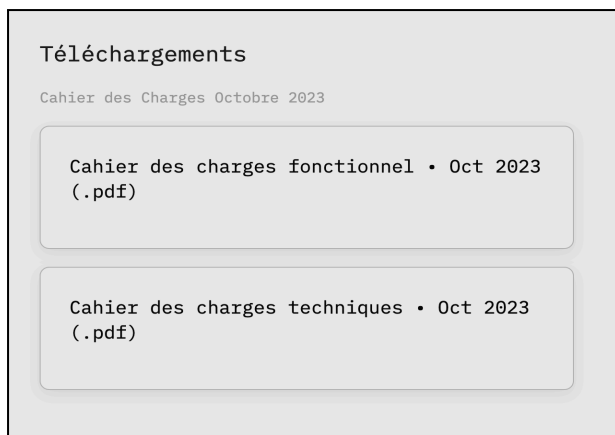 Téléchargements
Cahier des Charges Octobre 2023
Cahier des charges fonctionnel • Oct 2023
(.pdf)
Cahier des charges techniques • Oct 2023
(.pdf)